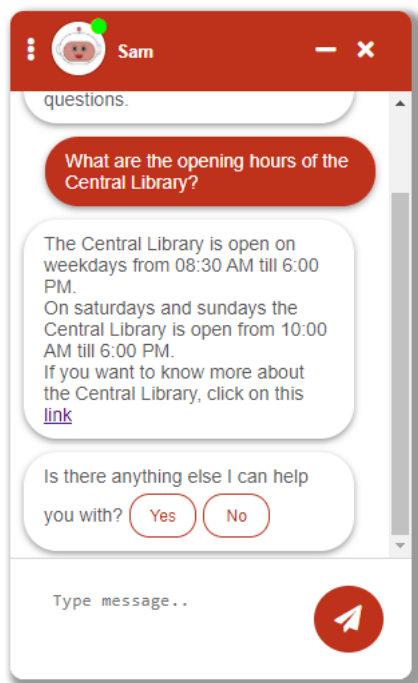 Sam
questions.
What are the opening hours of the
Central Library?
The Central Library is open on
weekdays from 08:30 AM till 6:00
PM.
On saturdays and sundays the
Central Library is open from 10:00
AM till 6:00 PM.
If you want to know more about
the Central Library, click on this
link
Is there anything else I can help
you with? Yes No
Type message..